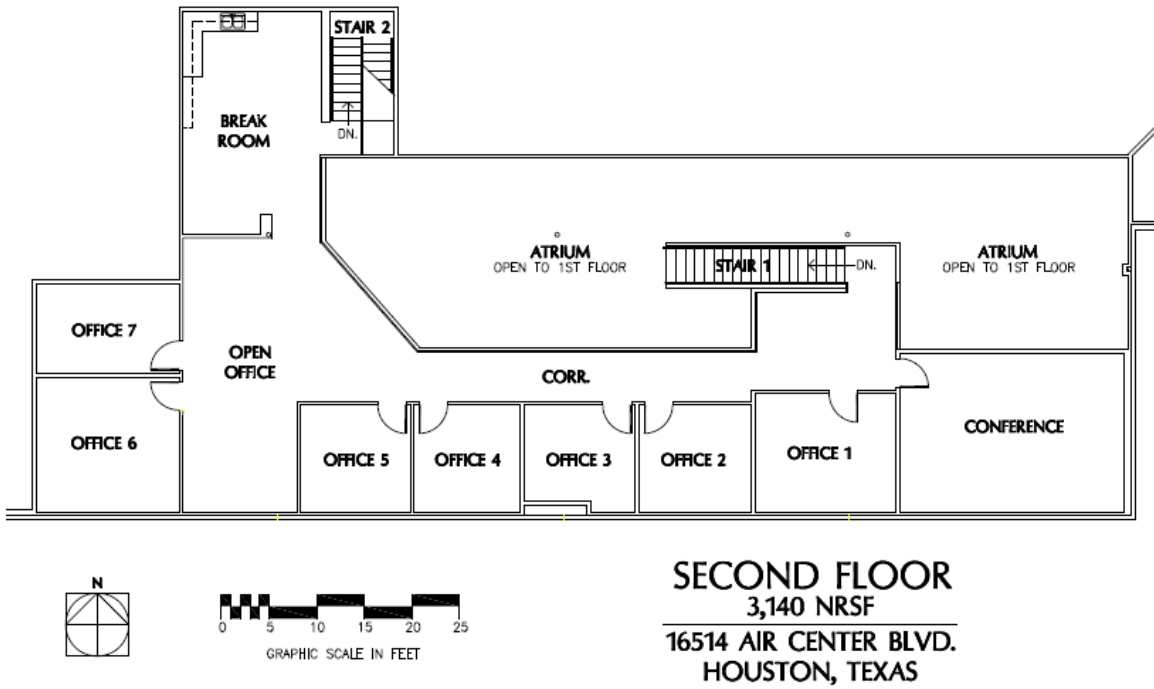 STAIR 2
BREAK
ROOM
DN.
ATRIUM
OPEN TO 1ST FLOOR
STAIR 1
DN.
ATRIUM
OPEN TO 1ST FLOOR
OFFICE 7
OPEN
OFFICE
CORR.
OFFICE 6
OFFICE 5
OFFICE 4
OFFICE 3
OFFICE 2
OFFICE 1
CONFERENCE
N
0 5 10 15 20 25
GRAPHIC SCALE IN FEET
SECOND FLOOR
3,140 NRSF
16514 AIR CENTER BLVD.
HOUSTON, TEXAS